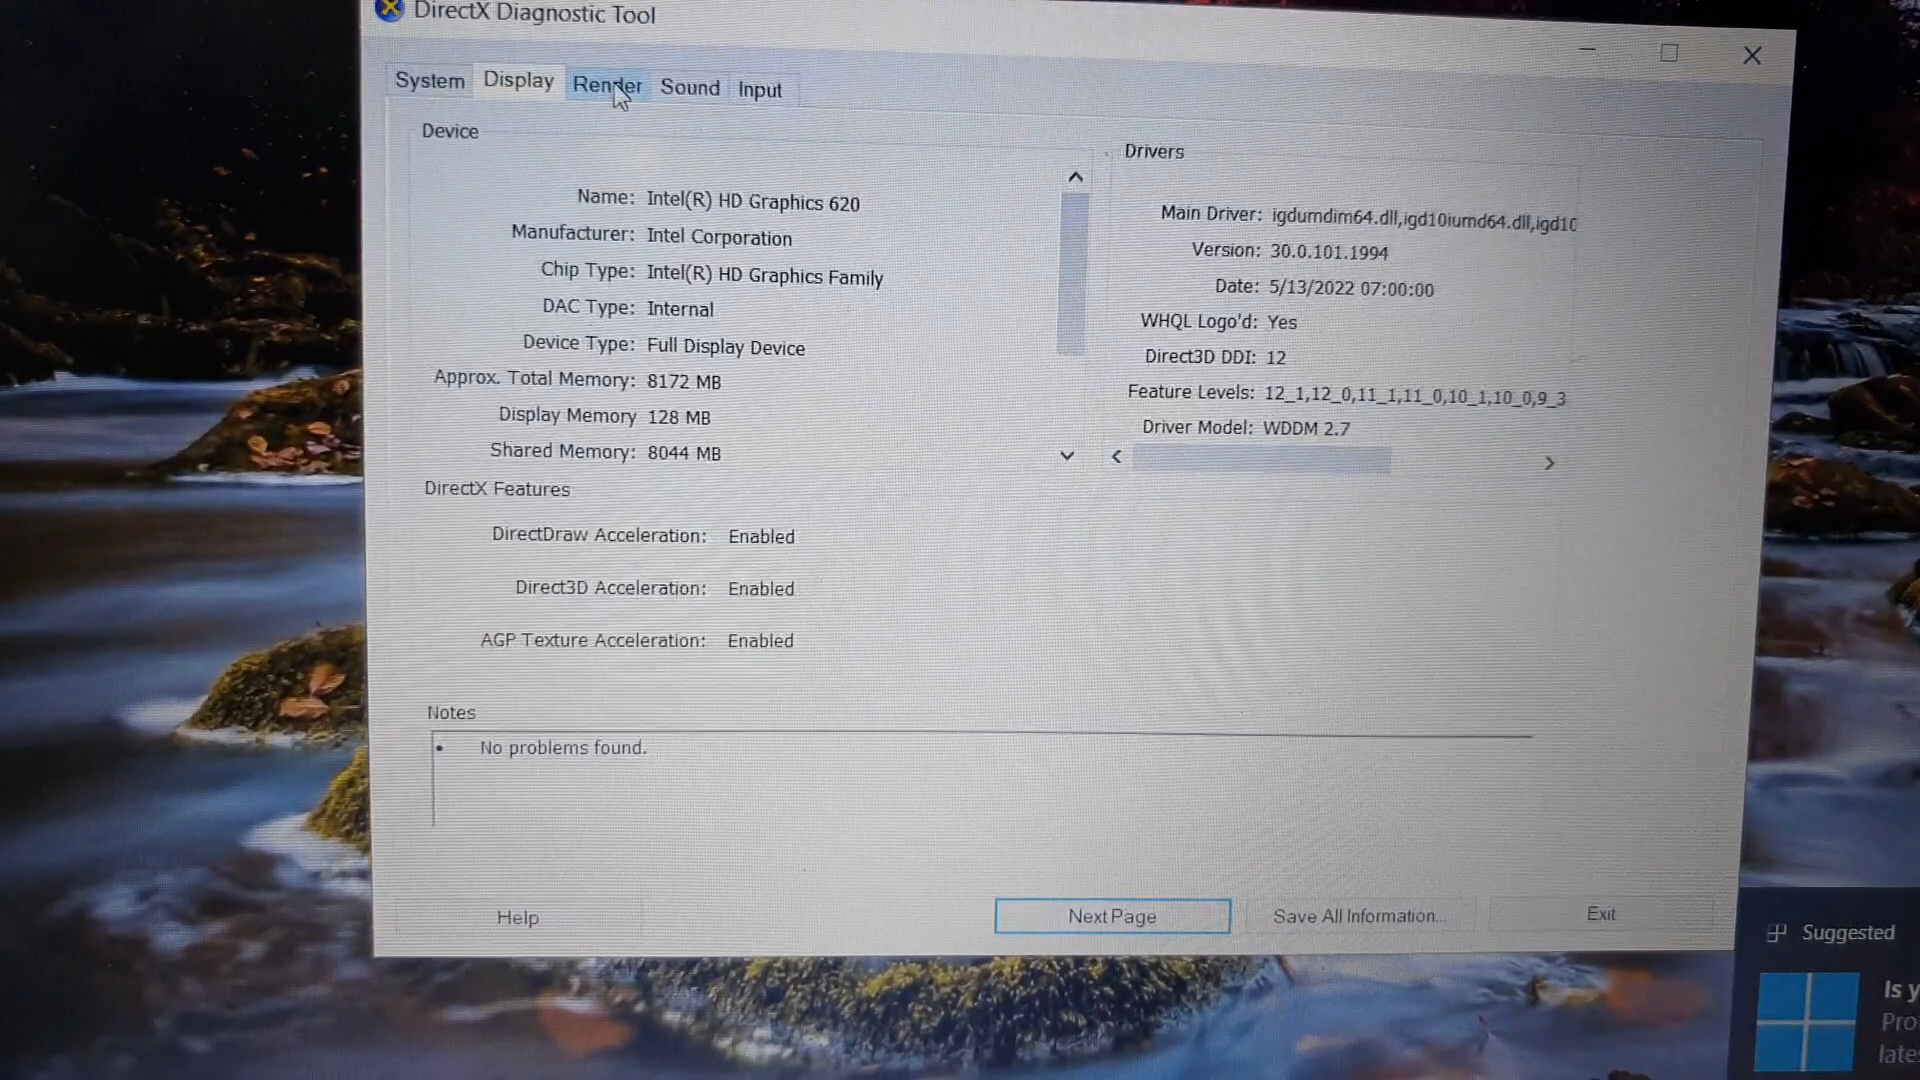 DirectX Diagnostic Tool
System Display Render Sound Input
Device
Name: Intel(R) HD Graphics 620
Manufacturer: Intel Corporation
Chip Type: Intel(R) HD Graphics Family
DAC Type: Internal
Device Type: Full Display Device
Approx. Total Memory: 8172 MB
Display Memory 128 MB
Shared Memory: 8044 MB
Drivers
Main Driver: igdumdim64.dll,igd10iumd64.dll,igd10
Version: 30.0.101.1994
Date: 5/13/2022 07:00:00
WHQL Logo'd: Yes
Direct3D DDI: 12
Feature Levels: 12_1,12_0,11_1,11_0,10_1,10_0,9_3
Driver Model: WDDM 2.7
DirectX Features
DirectDraw Acceleration: Enabled
Direct3D Acceleration: Enabled
AGP Texture Acceleration: Enabled
Notes
• No problems found.
Help
Next Page
Save All Information...
Exit
Suggested
Is y
Pro
late